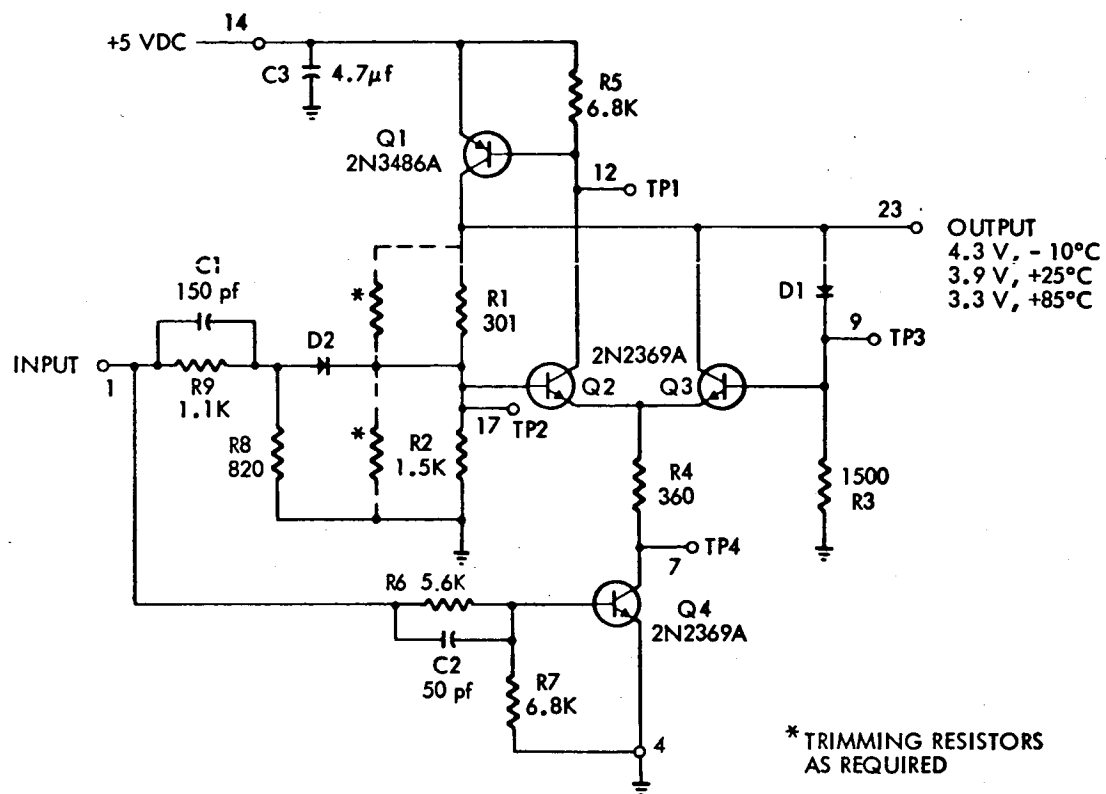 14
+5 VDC
C3 4.7μf
R5
6.8K
Q1
2N3486A
12
TP1
23
OUTPUT
4.3 V, - 10°C
3.9 V, +25°C
3.3 V, +85°C
C1
150 pf
*
R1
301
D1
9
TP3
INPUT
1
R9
1.1K
D2
2N2369A
Q2
Q3
17
TP2
R8
820
*
R2
1.5K
R4
360
1500
R3
TP4
7
R6 5.6K
Q4
2N2369A
C2
50 pf
R7
6.8K
4
* TRIMMING RESISTORS
AS REQUIRED